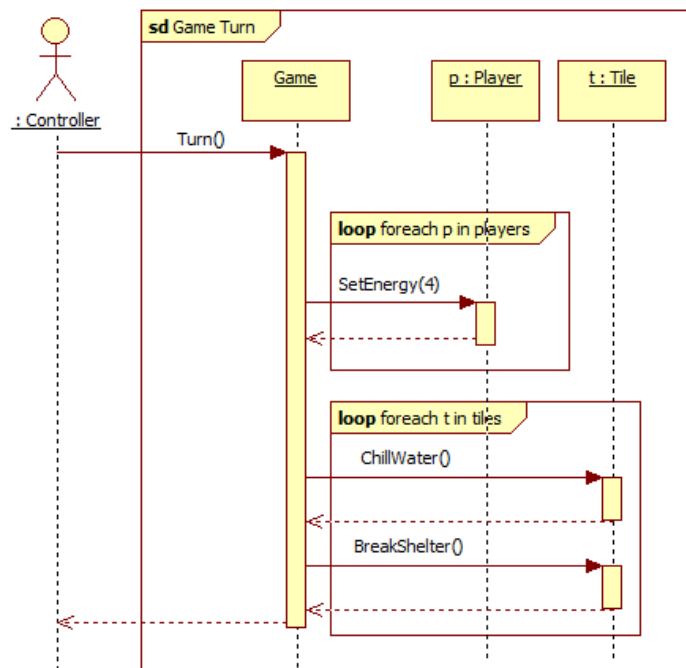 sd Game Turn
: Controller
Game
p : Player
t : Tile
Turn()
loop foreach p in players
SetEnergy(4)
loop foreach t in tiles
ChillWater()
BreakShelter()